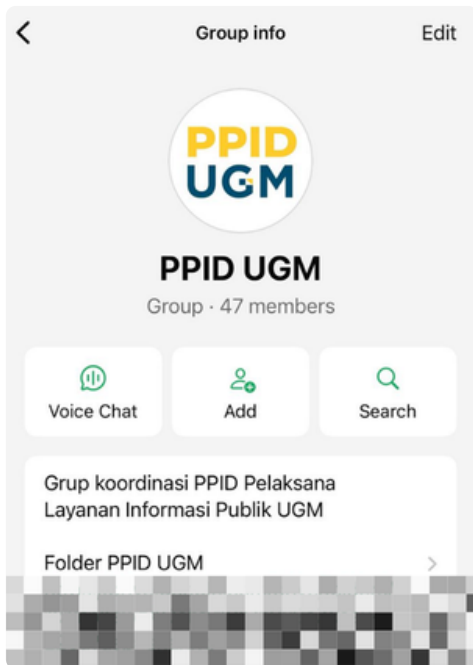 Group info
Edit
PPID
UGM
PPID UGM
Group · 47 members
Voice Chat
Add
Search
Grup koordinasi PPID Pelaksana
Layanan Informasi Publik UGM
Folder PPID UGM